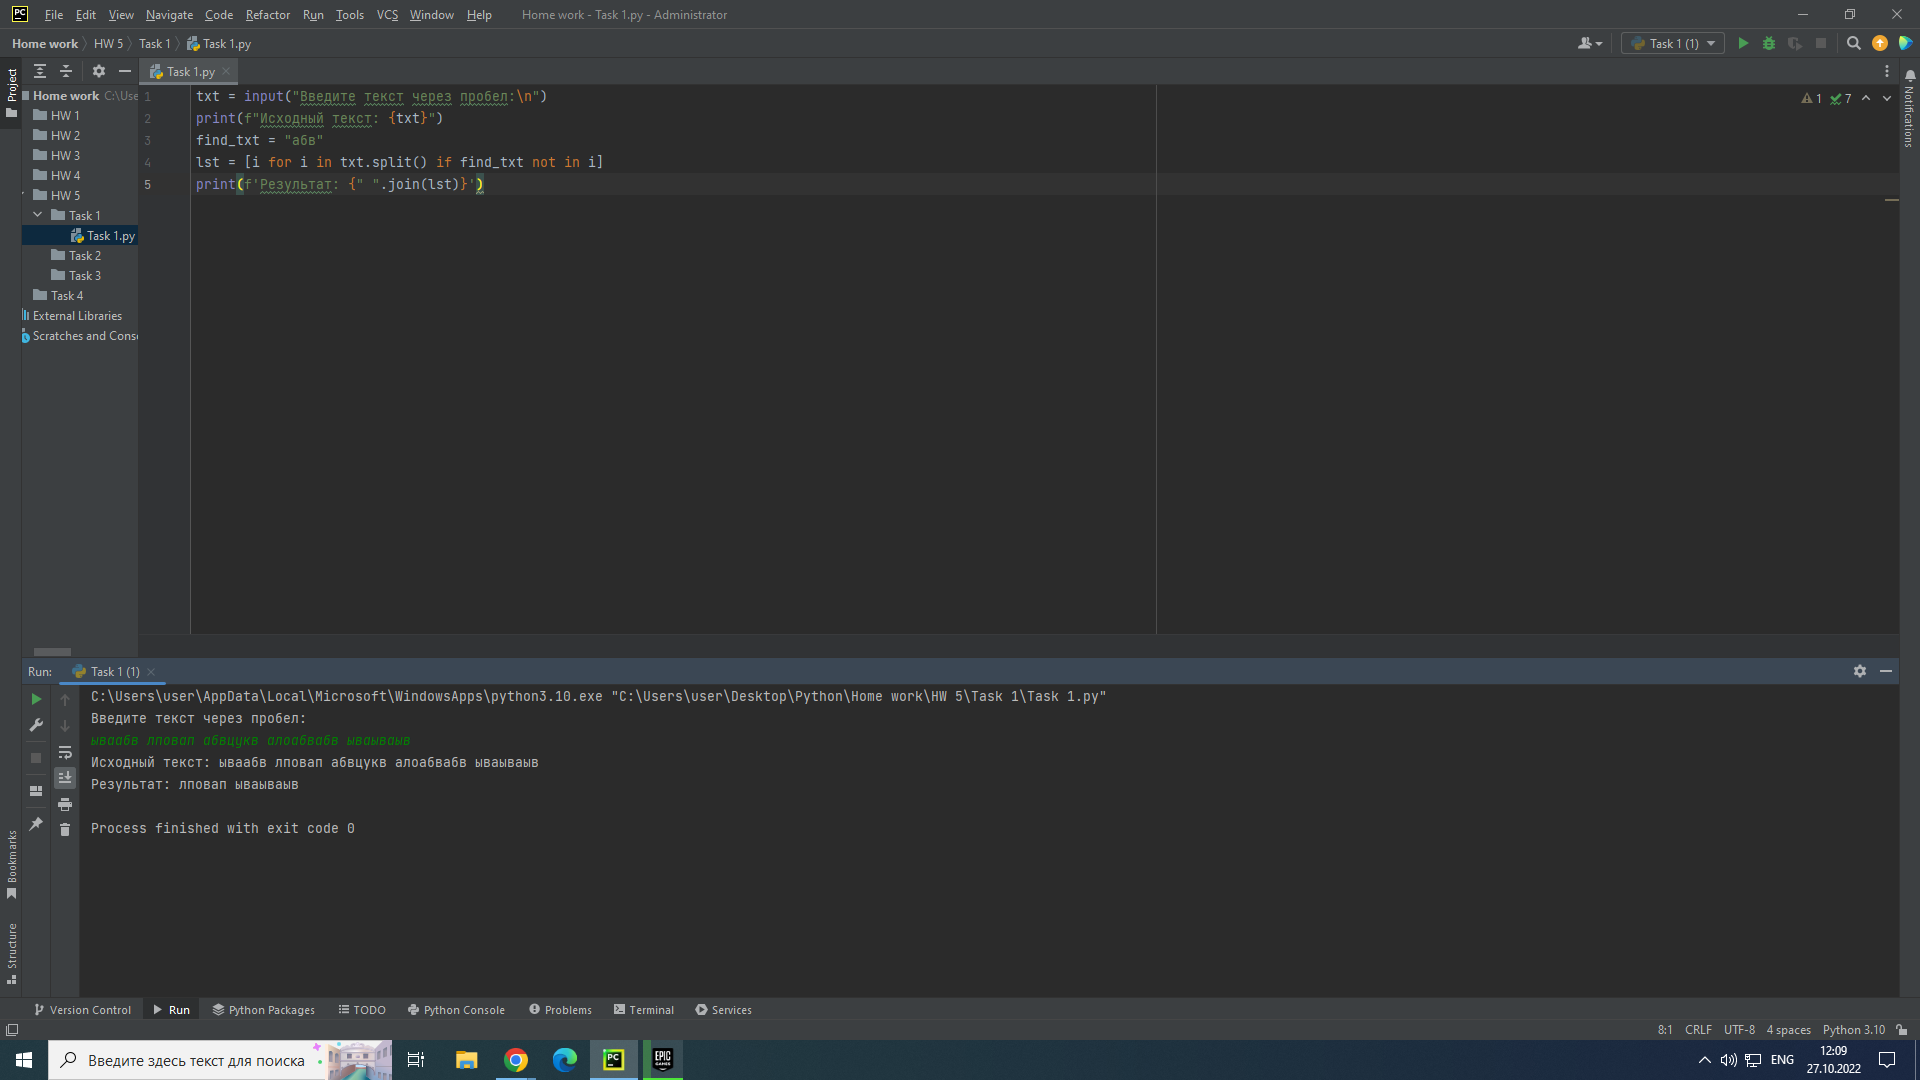 PC File Edit View Navigate Code Refactor Run Tools VCS Window Help Home work - Task 1.py - Administrator
Home work HW 5 Task 1 Task 1.py Task 1 (1)
Project
Task 1.py
Notifications
Home work C:\Use
HW 1
HW 2
HW 3
HW 4
HW 5
Task 1
Task 1.py
Task 2
Task 3
Task 4
External Libraries
Scratches and Cons
1 txt = input("Введите текст через пробел:\n")
2 print(f"Исходный текст: {txt}")
3 find_txt = "абв"
4 lst = [i for i in txt.split() if find_txt not in i]
5 print(f'Результат: {" ".join(lst)}')
1 7
Run: Task 1 (1)
C:\Users\user\AppData\Local\Microsoft\WindowsApps\python3.10.exe "C:\Users\user\Desktop\Python\Home work\HW 5\Task 1\Task 1.py"
Введите текст через пробел:
ываабв лповап абвцукв алоабвабв ываываыв
Исходный текст: ываабв лповап абвцукв алоабвабв ываываыв
Результат: лповап ываываыв
Process finished with exit code 0
Bookmarks
Structure
Version Control Run Python Packages TODO Python Console Problems Terminal Services
8:1 CRLF UTF-8 4 spaces Python 3.10
Введите здесь текст для поиска
PC
EPIC GAMES
ENG
12:09
27.10.2022